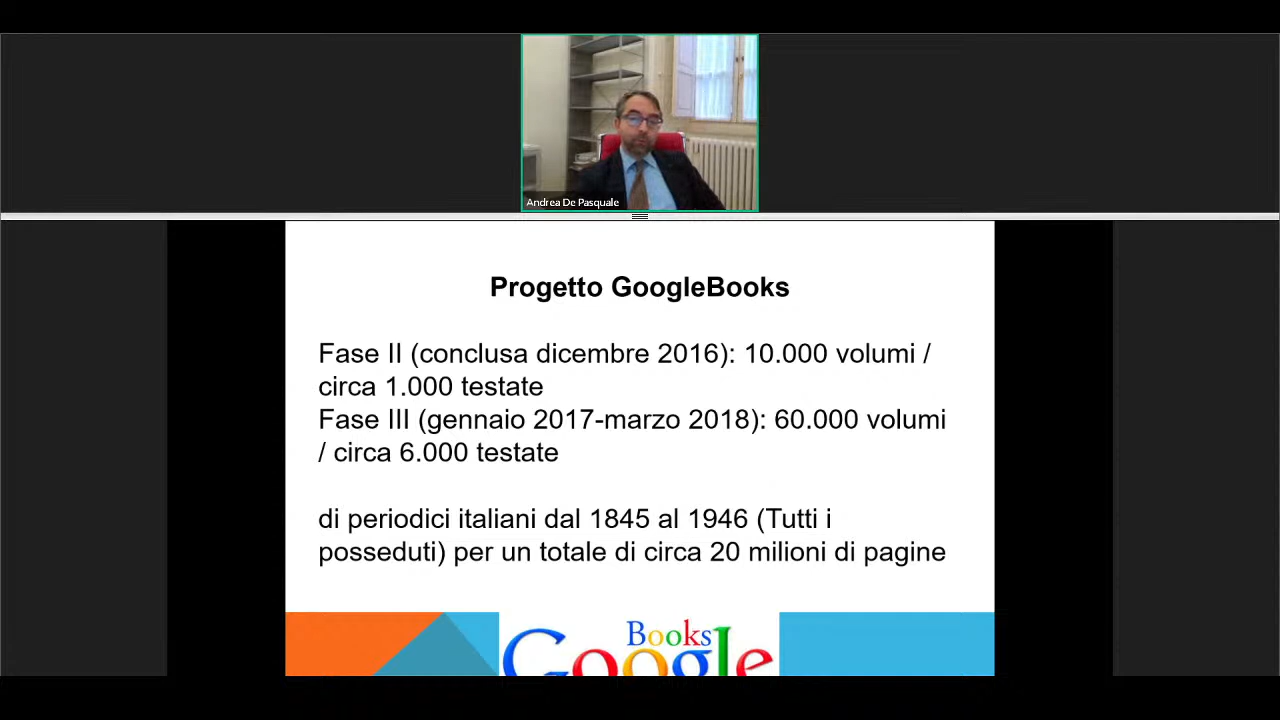 Andrea De Pasquale
Progetto GoogleBooks
Fase II (conclusa dicembre 2016): 10.000 volumi /
circa 1.000 testate
Fase III (gennaio 2017-marzo 2018): 60.000 volumi
/ circa 6.000 testate
di periodici italiani dal 1845 al 1946 (Tutti i
posseduti) per un totale di circa 20 milioni di pagine
Books
Google